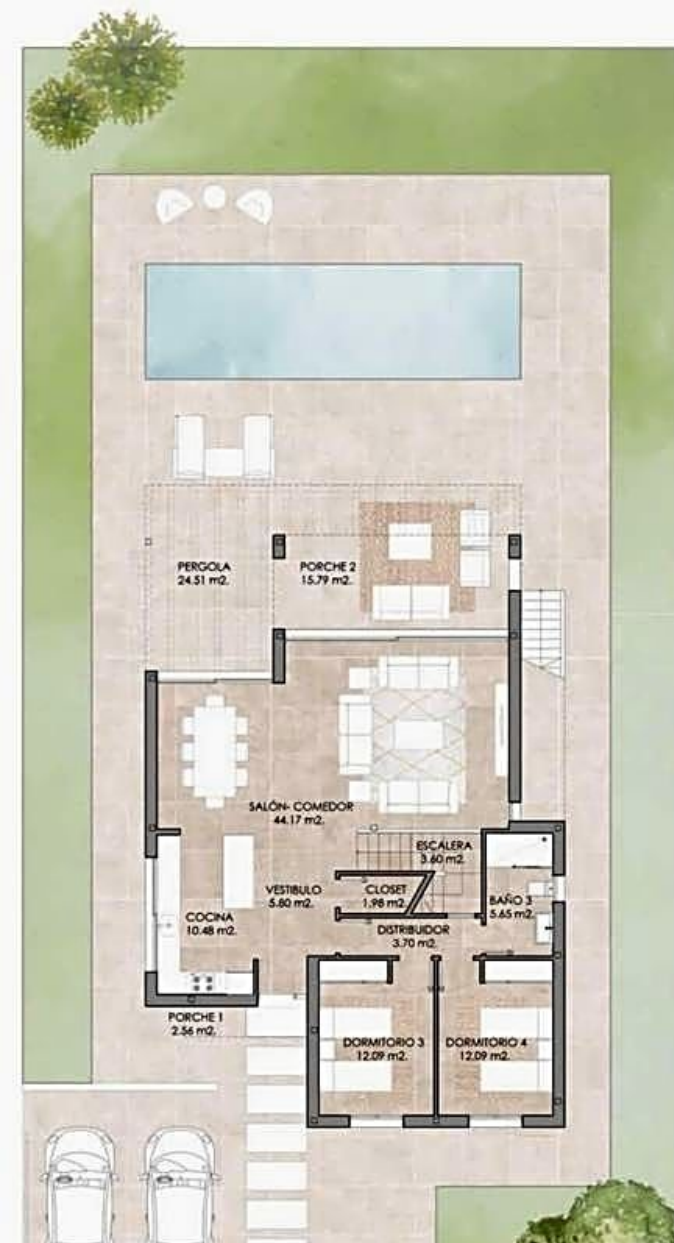 PERGOLA
24.51 m2.
PORCHE 2
15.79 m2.
SALÓN- COMEDOR
44.17 m2.
ESCALERA
3.60 m2.
VESTIBULO
5.80 m2.
CLOSET
1.98 m2.
BAÑO 3
5.65 m2.
COCINA
10.48 m2.
DISTRIBUIDOR
3.70 m2.
PORCHE 1
2.56 m2.
DORMITORIO 3
12.09 m2.
DORMITORIO 4
12.09 m2.